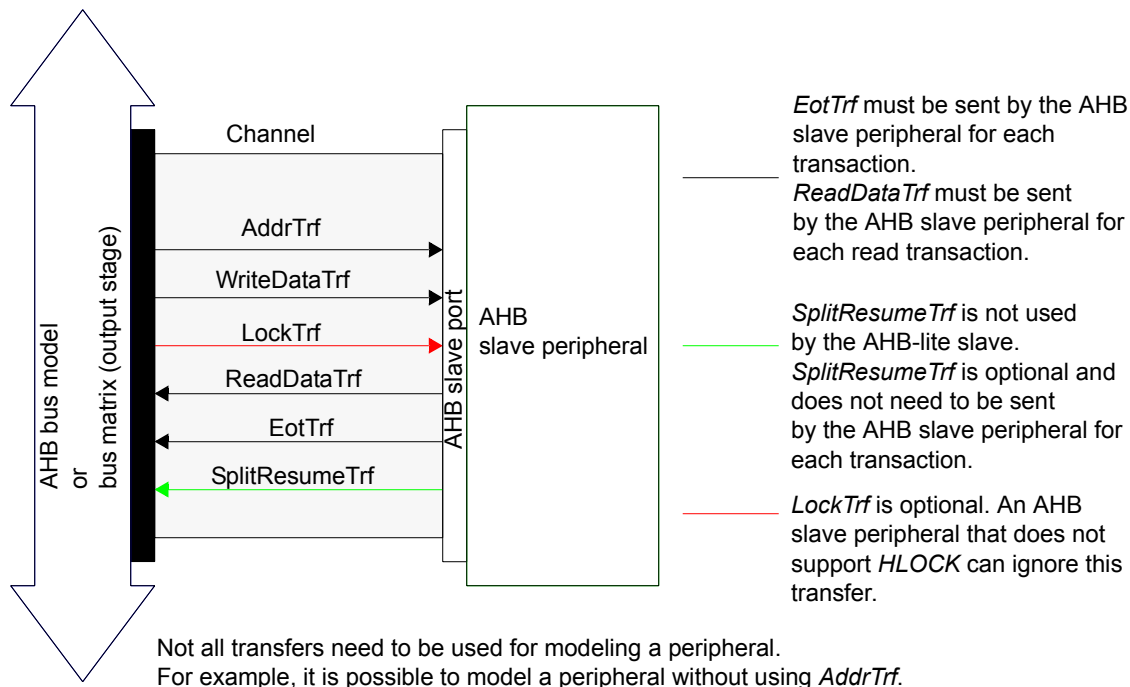 Channel
AddrTrf
WriteDataTrf
LockTrf
ReadDataTrf
EotTrf
SplitResumeTrf
AHB bus model
or
bus matrix (output stage)
AHB slave port
AHB
slave peripheral
EotTrf must be sent by the AHB
slave peripheral for each
transaction.
ReadDataTrf must be sent
by the AHB slave peripheral for
each read transaction.
SplitResumeTrf is not used
by the AHB-lite slave.
SplitResumeTrf is optional and
does not need to be sent
by the AHB slave peripheral for
each transaction.
LockTrf is optional. An AHB
slave peripheral that does not
support HLOCK can ignore this
transfer.
Not all transfers need to be used for modeling a peripheral.
For example, it is possible to model a peripheral without using AddrTrf.